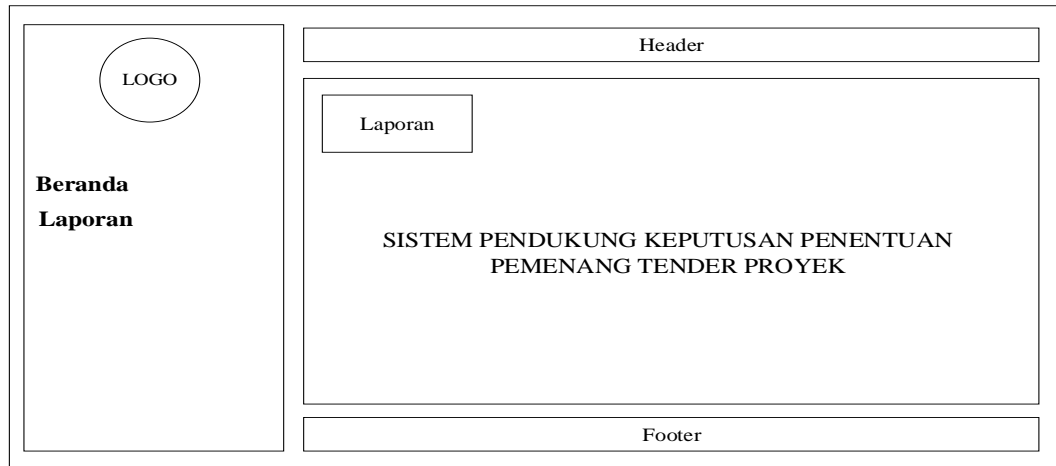 LOGO
Beranda
Laporan
Header
Laporan
SISTEM PENDUKUNG KEPUTUSAN PENENTUAN
PEMENANG TENDER PROYEK
Footer